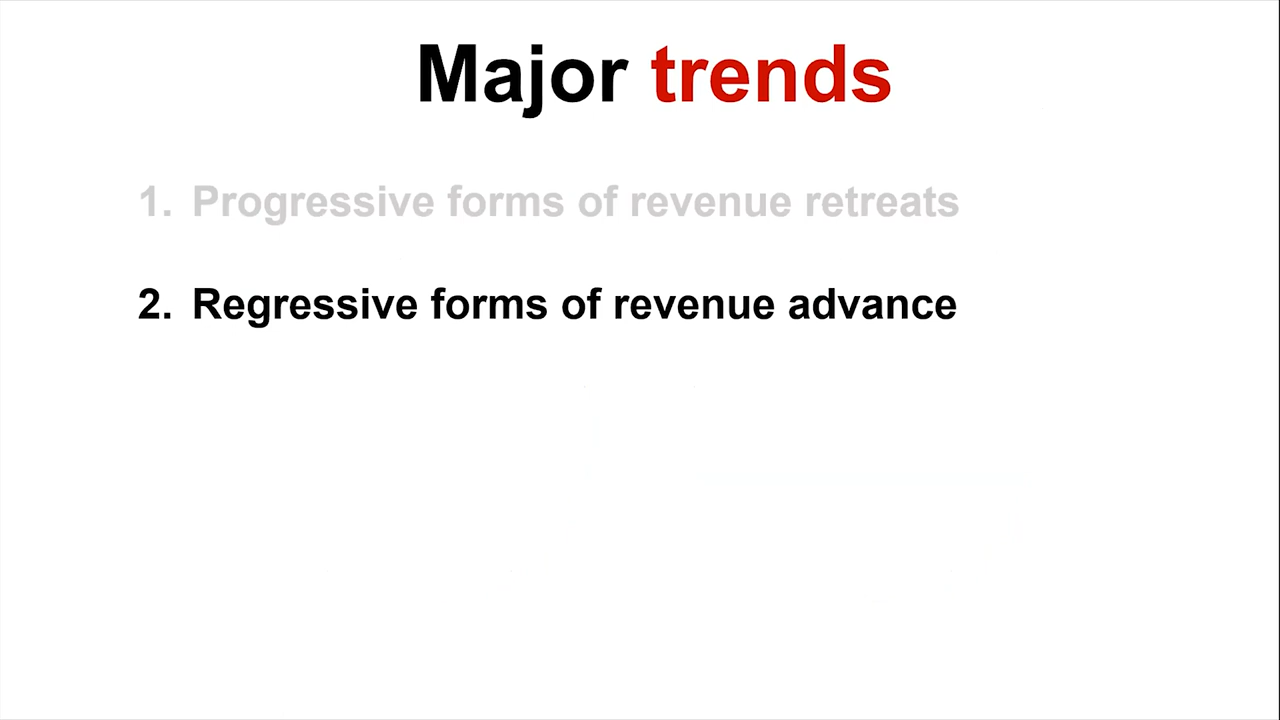 Major trends
1. Progressive forms of revenue retreats
2. Regressive forms of revenue advance